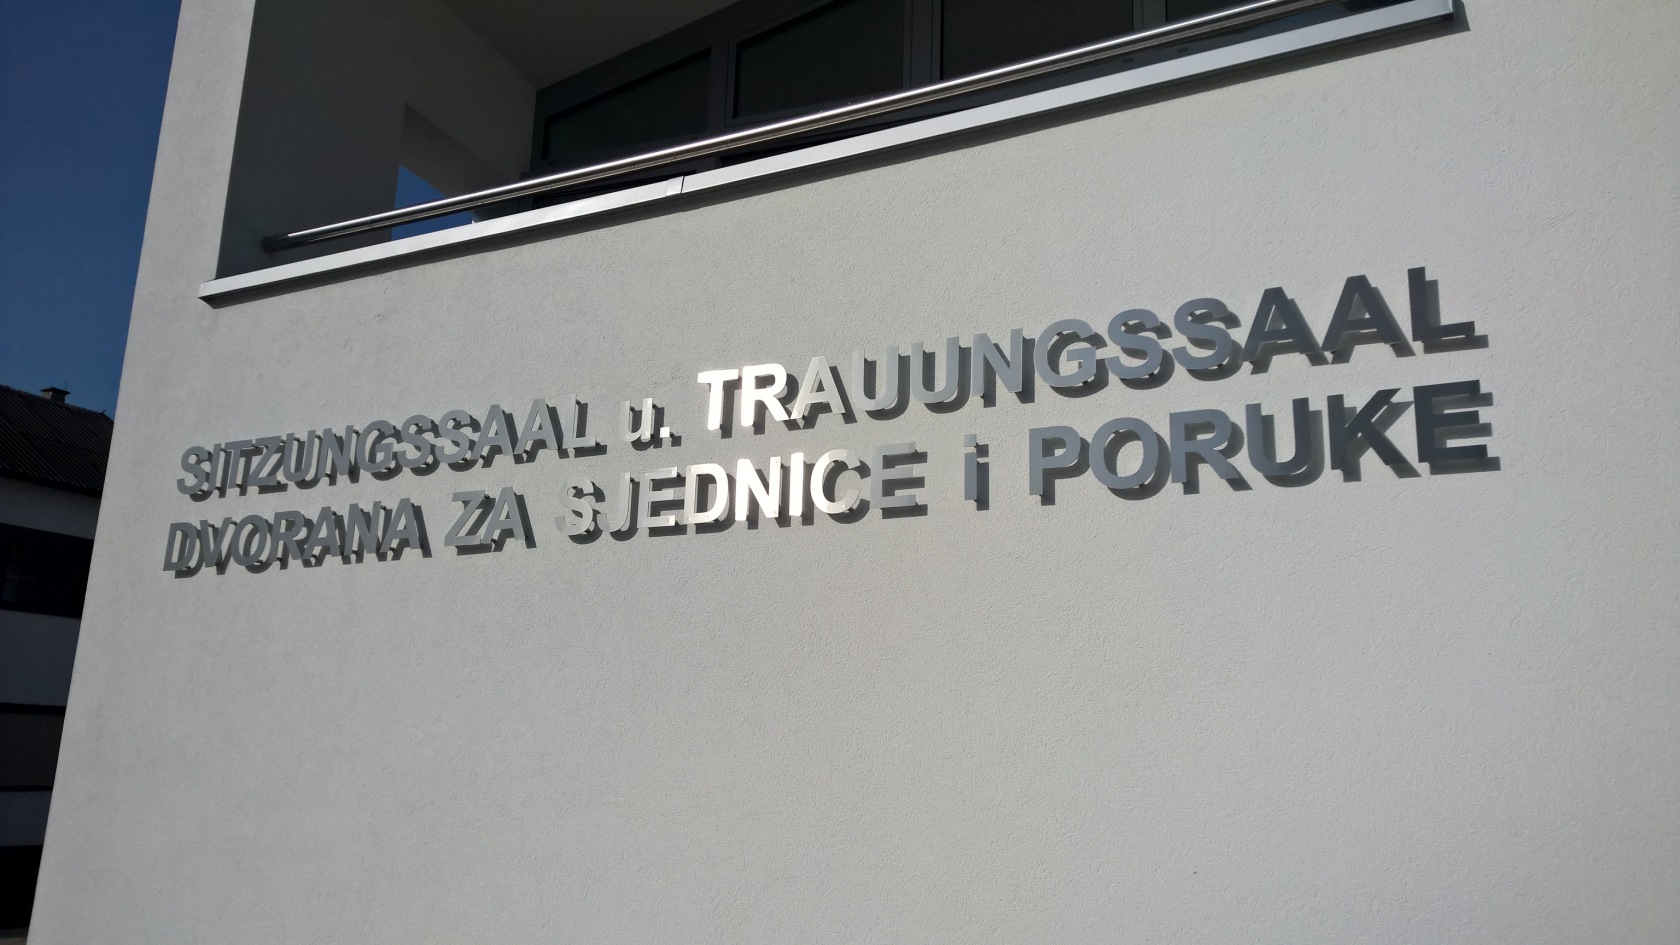 SITZUNGSSAAL u. TRAUUNGSSAAL
DVORANA ZA SJEDNICE i PORUKE